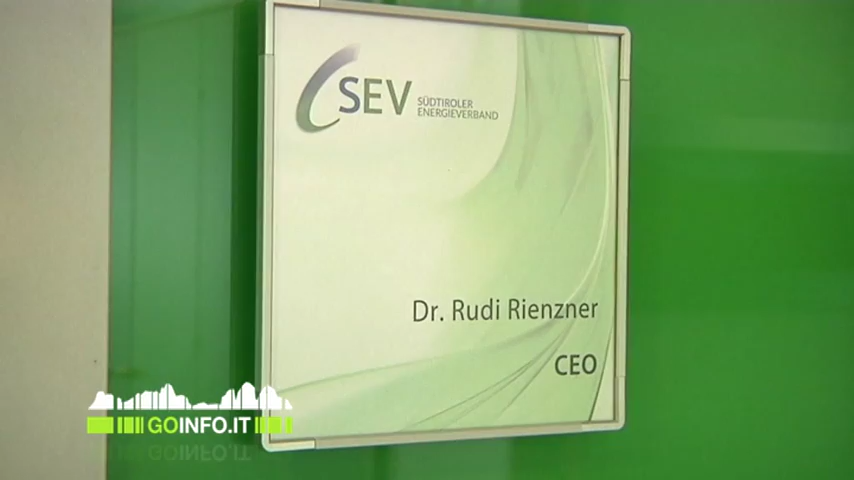 SEV
SÜDTIROLER
ENERGIEVERBAND
Dr. Rudi Rienzner
CEO
GOINFO.IT